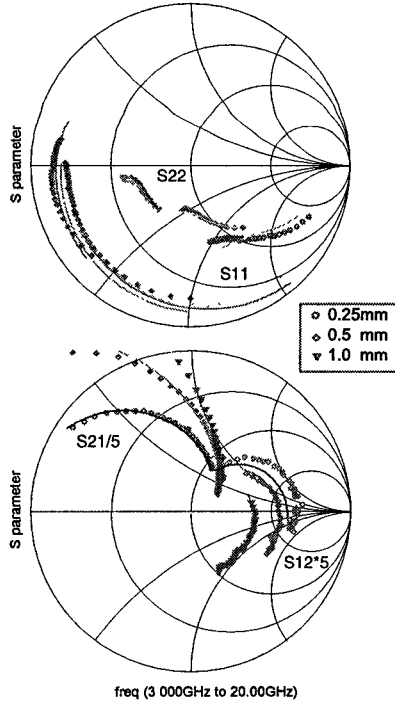 S parameter
S22
S11
0.25mm
0.5 mm
1.0 mm
S21/5
S parameter
S12*5
freq (3 000GHz to 20.00GHz)